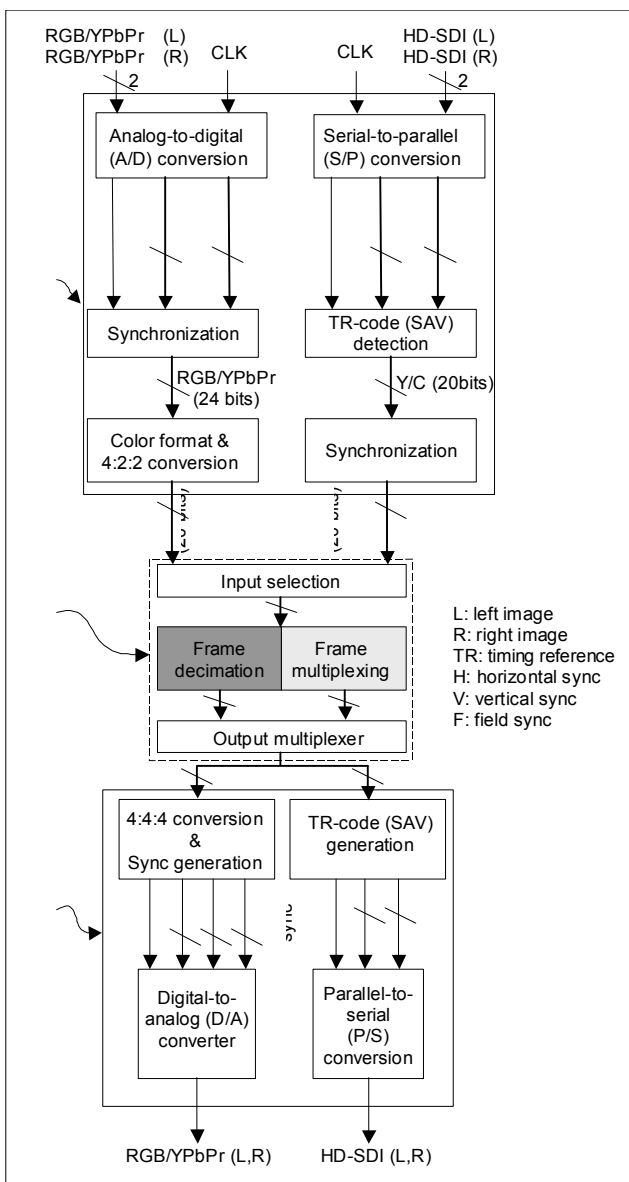 RGB/YPbPr (L)
RGB/YPbPr (R)
CLK
CLK
HD-SDI (L)
HD-SDI (R)
2
2
Analog-to-digital
(A/D) conversion
Serial-to-parallel
(S/P) conversion
Synchronization
TR-code (SAV)
detection
RGB/YPbPr
(24 bits)
Y/C (20bits)
Color format &
4:2:2 conversion
Synchronization
Input selection
Frame
decimation
Frame
multiplexing
Output multiplexer
L: left image
R: right image
TR: timing reference
H: horizontal sync
V: vertical sync
F: field sync
4:4:4 conversion
&
Sync generation
TR-code (SAV)
generation
sync
Digital-to-
analog (D/A)
converter
Parallel-to-
serial
(P/S)
conversion
RGB/YPbPr (L,R)
HD-SDI (L,R)